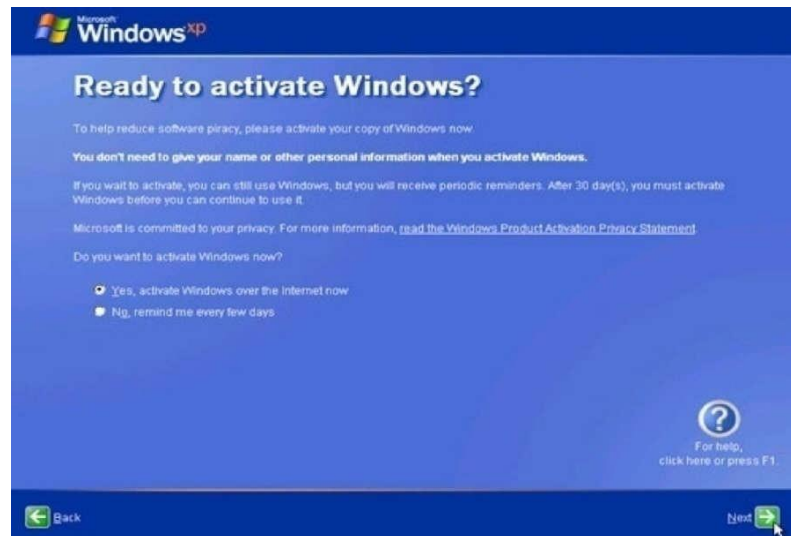 Microsoft
Windows xp
Ready to activate Windows?
To help reduce software piracy, please activate your copy of Windows now.
You don't need to give your name or other personal information when you activate Windows.
If you wait to activate, you can still use Windows, but you will receive periodic reminders. After 30 day(s), you must activate
Windows before you can continue to use it.
Microsoft is committed to your privacy. For more information, read the Windows Product Activation Privacy Statement.
Do you want to activate Windows now?
Yes, activate Windows over the Internet now
No, remind me every few days
For help,
click here or press F1.
Back
Next